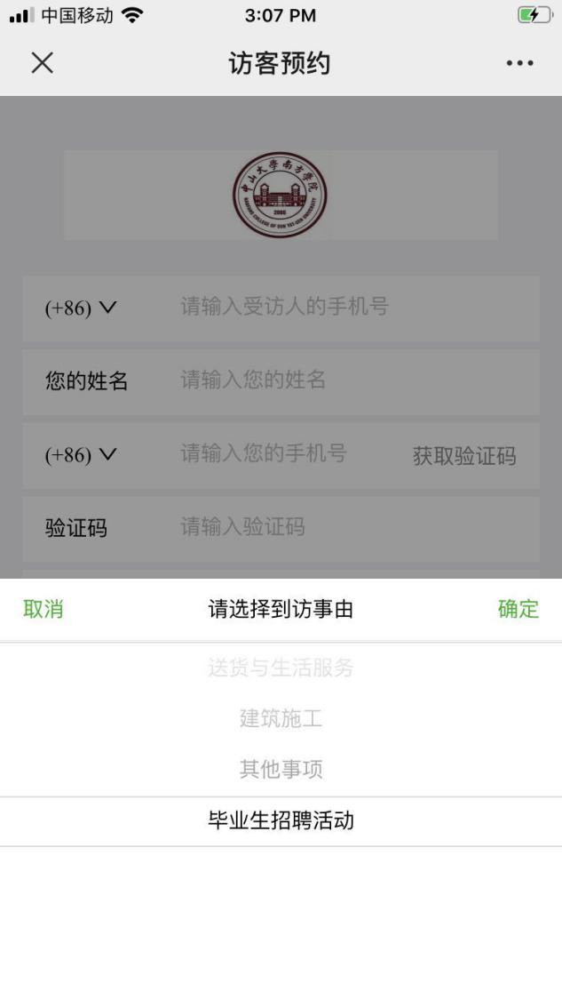 中国移动 3:07 PM
访客预约
中山大学南方学院
2006
NANFANG COLLEGE OF SUN YAT-SEN UNIVERSITY
(+86) 请输入受访人的手机号
您的姓名 请输入您的姓名
(+86) 请输入您的手机号 获取验证码
验证码 请输入验证码
取消 请选择到访事由 确定
送货与生活服务
建筑施工
其他事项
毕业生招聘活动